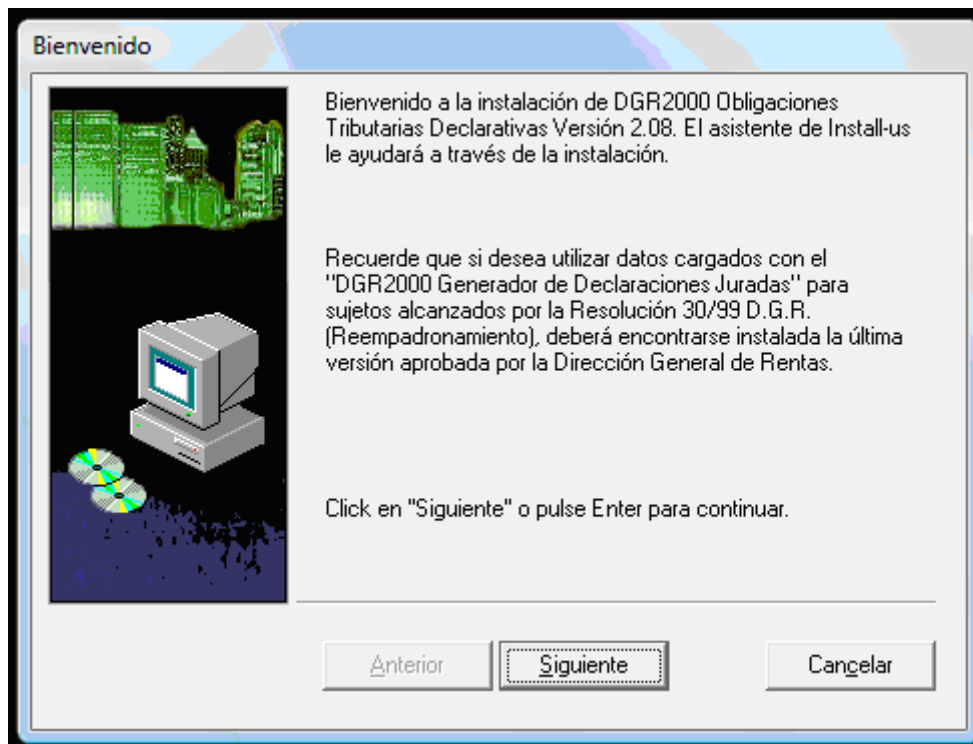 Bienvenido
Bienvenido a la instalación de DGR2000 Obligaciones
Tributarias Declarativas Versión 2.08. El asistente de Install-us
le ayudará a través de la instalación.
Recuerde que si desea utilizar datos cargados con el
"DGR2000 Generador de Declaraciones Juradas" para
sujetos alcanzados por la Resolución 30/99 D.G.R.
(Reempadronamiento), deberá encontrarse instalada la última
versión aprobada por la Dirección General de Rentas.
Click en "Siguiente" o pulse Enter para continuar.
Anterior
Siguiente
Cancelar